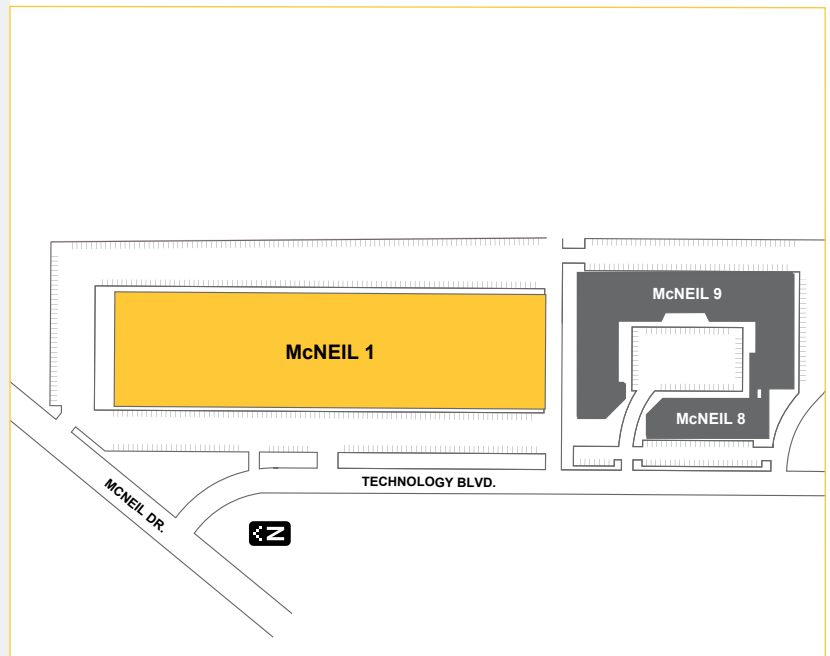 McNEIL 9
McNEIL 1
McNEIL 8
TECHNOLOGY BLVD.
MCNEIL DR.
N